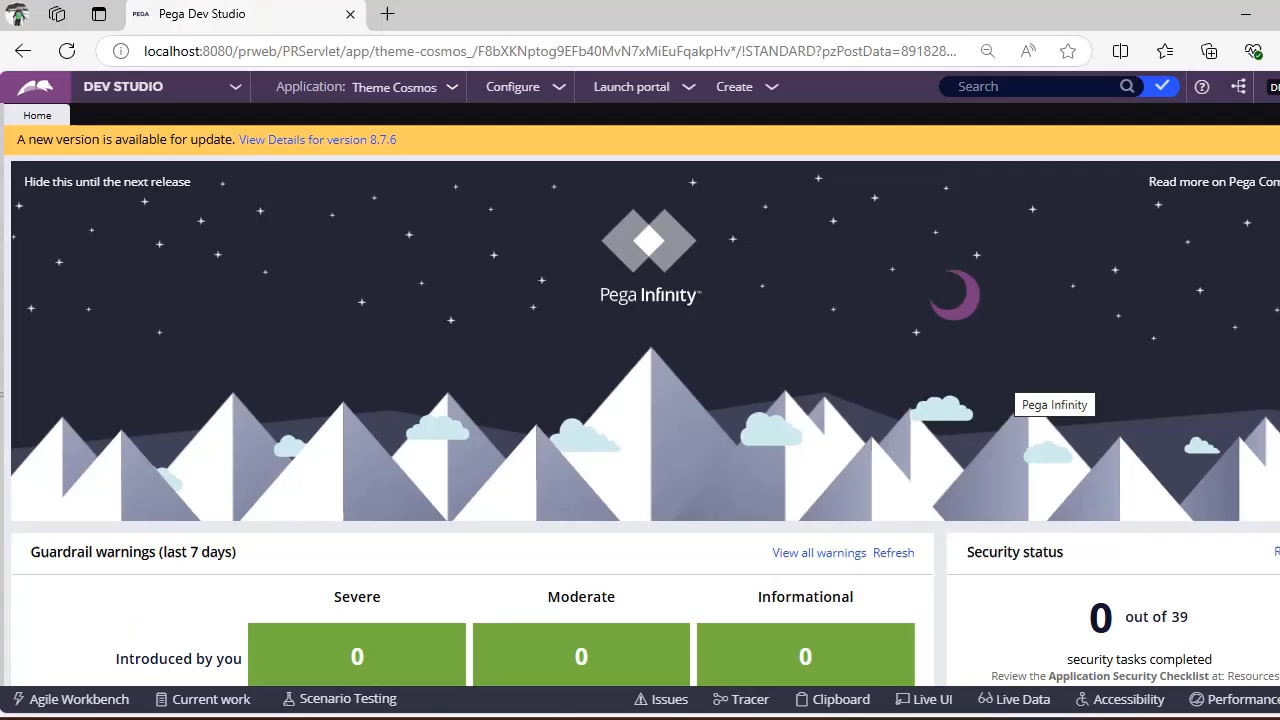 PEGA Pega Dev Studio
localhost:8080/prweb/PRServlet/app/theme-cosmos_/F8bXKNptog9EFb40MvN7xMiEuFqakpHv*/!STANDARD?pzPostData=891828...
DEV STUDIO Application: Theme Cosmos Configure Launch portal Create Search
Home
A new version is available for update. View Details for version 8.7.6
Hide this until the next release Read more on Pega
Pega Infinity™
Pega Infinity
Guardrail warnings (last 7 days) View all warnings Refresh Security status
Severe Moderate Informational
0 out of 39
Introduced by you 0 0 0
security tasks completed
Review the Application Security Checklist at: Resources
Agile Workbench Current work Scenario Testing Issues Tracer Clipboard Live UI Live Data Accessibility